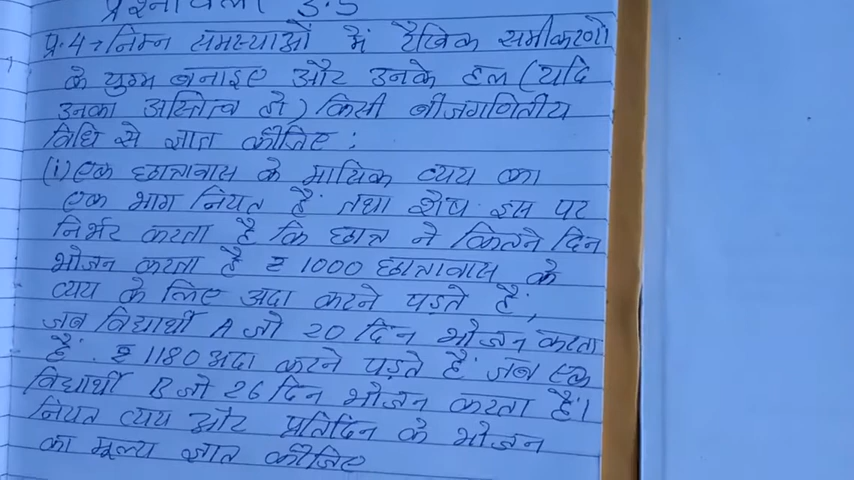 प्रश्नावली 3.5
प्र.4→ निम्न समस्याओं में रैखिक समीकरणों
के युग्म बनाइए और उनके हल (यदि
उनका अस्तित्व हो) किसी बीजगणितीय
विधि से ज्ञात कीजिए :
(i) एक छात्रावास के मासिक व्यय का
एक भाग नियत है तथा शेष इस पर
निर्भर करता है कि छात्र ने कितने दिन
भोजन करता है ₹ 1000 छात्रावास के
व्यय के लिए अदा करने पड़ते हैं,
जब विद्यार्थी A जो 20 दिन भोजन करता
है. ₹ 1180 अदा करने पड़ते हैं जब एक
विद्यार्थी B जो 26 दिन भोजन करता है।
नियत व्यय और प्रतिदिन के भोजन
का मूल्य ज्ञात कीजिए